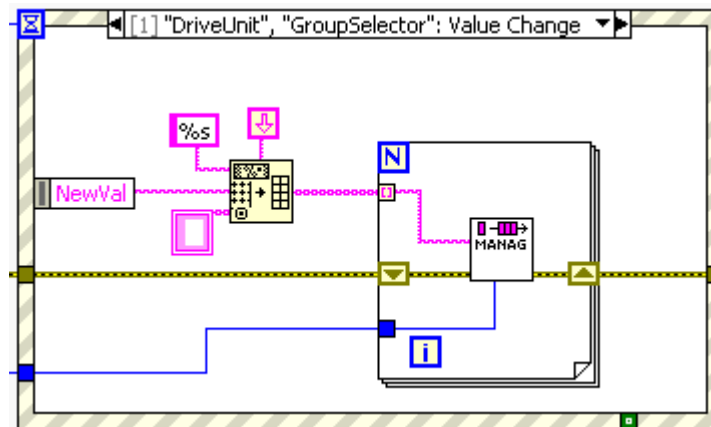 [1] "DriveUnit", "GroupSelector": Value Change
%s
N
NewVal
MANAG
i